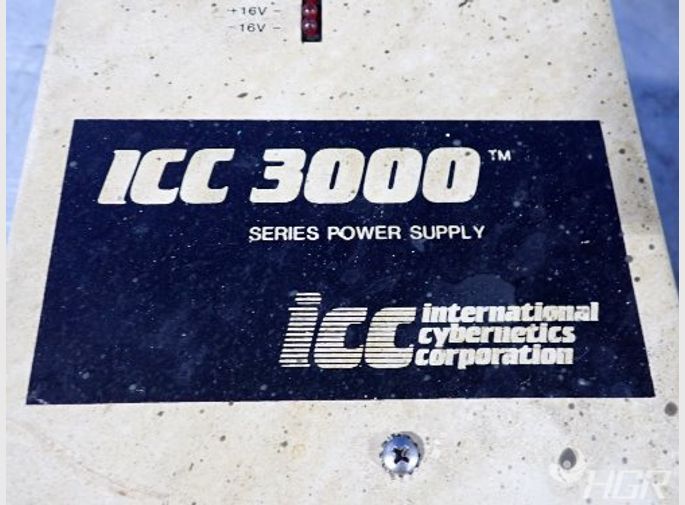 +16V -
-16V -
ICC 3000™
SERIES POWER SUPPLY
icc international
cybernetics
corporation
HGR